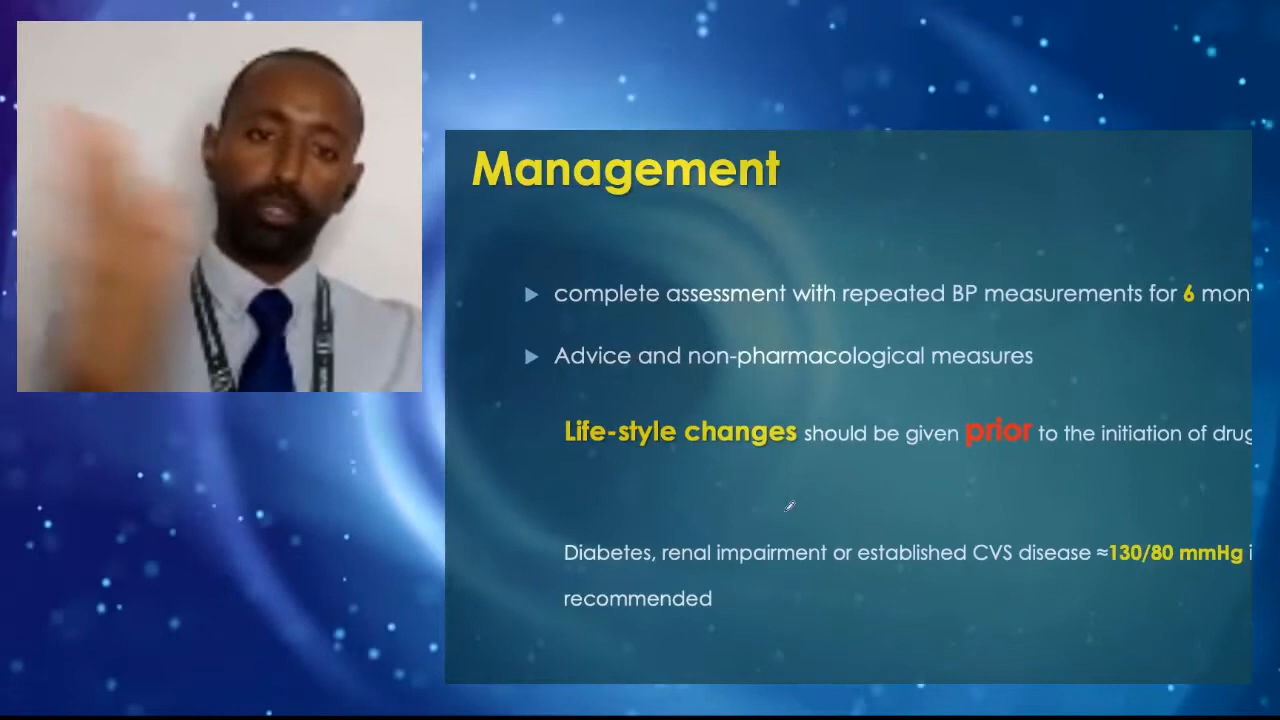 Management
complete assessment with repeated BP measurements for 6 mon
Advice and non-pharmacological measures
Life-style changes should be given prior to the initiation of drug
Diabetes, renal impairment or established CVS disease ≈130/80 mmHg i
recommended